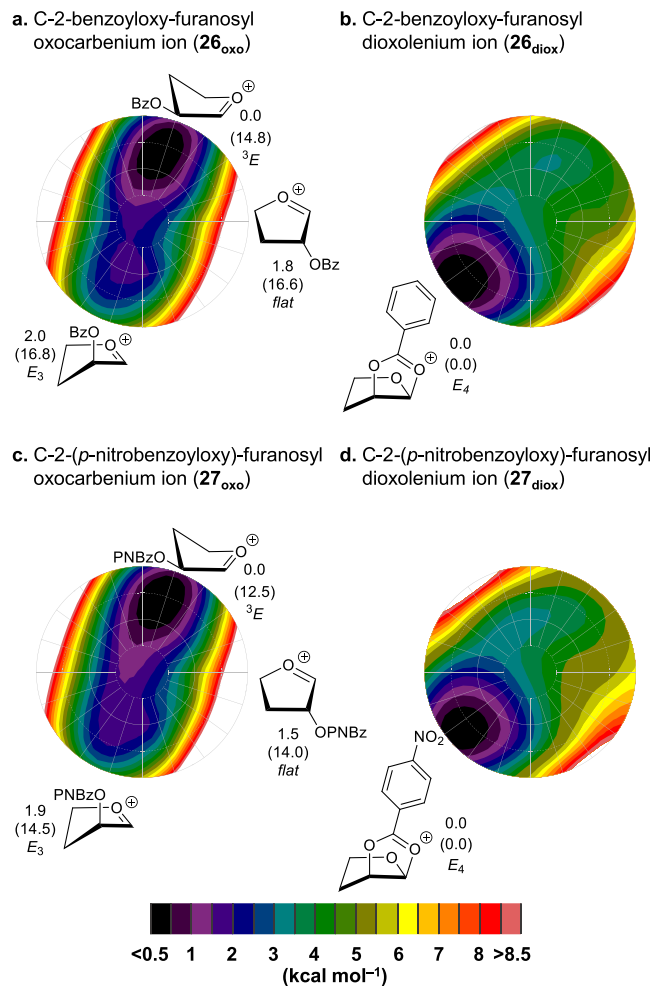 a. C-2-benzoyloxy-furanosyl
oxocarbenium ion (26oxo)
BzO
O
⊕
0.0
(14.8)
³E
O
⊕
OBz
1.8
(16.6)
flat
BzO
O
⊕
2.0
(16.8)
E₃
b. C-2-benzoyloxy-furanosyl
dioxolenium ion (26diox)
O
⊕
O
O
0.0
(0.0)
E₄
c. C-2-(p-nitrobenzoyloxy)-furanosyl
oxocarbenium ion (27oxo)
PNBzO
O
⊕
0.0
(12.5)
³E
O
⊕
OPNBz
1.5
(14.0)
flat
PNBzO
O
⊕
1.9
(14.5)
E₃
d. C-2-(p-nitrobenzoyloxy)-furanosyl
dioxolenium ion (27diox)
NO₂
O
⊕
O
O
0.0
(0.0)
E₄
<0.5 1 2 3 4 5 6 7 8 >8.5
(kcal mol⁻¹)